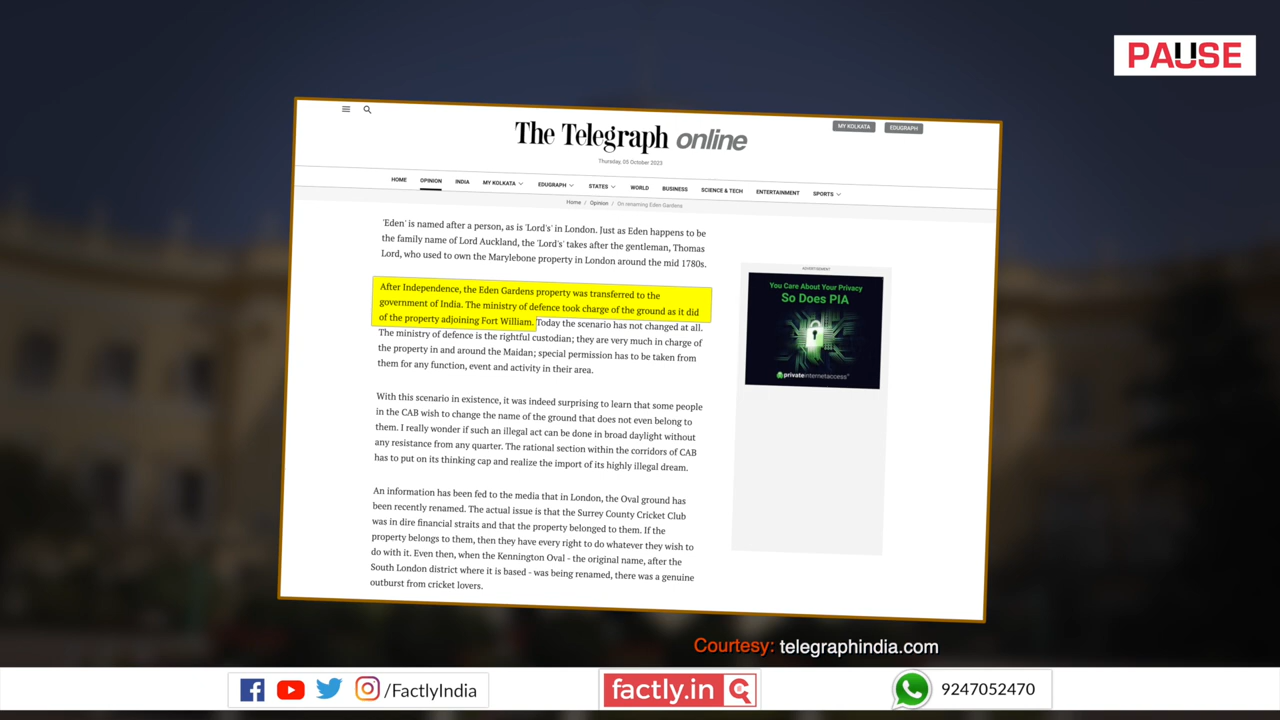 PAUSE
The Telegraph online
MY KOLKATA
EDUGRAPH
Thursday, 05 October 2023
HOME OPINION INDIA MY KOLKATA EDUGRAPH STATES WORLD BUSINESS SCIENCE & TECH ENTERTAINMENT SPORTS
Home / Opinion / On renaming Eden Gardens
'Eden' is named after a person, as is 'Lord's' in London. Just as Eden happens to be
the family name of Lord Auckland, the 'Lord's' takes after the gentleman, Thomas
Lord, who used to own the Marylebone property in London around the mid 1780s.
After Independence, the Eden Gardens property was transferred to the
government of India. The ministry of defence took charge of the ground as it did
of the property adjoining Fort William. Today the scenario has not changed at all.
The ministry of defence is the rightful custodian; they are very much in charge of
the property in and around the Maidan; special permission has to be taken from
them for any function, event and activity in their area.
With this scenario in existence, it was indeed surprising to learn that some people
in the CAB wish to change the name of the ground that does not even belong to
them. I really wonder if such an illegal act can be done in broad daylight without
any resistance from any quarter. The rational section within the corridors of CAB
has to put on its thinking cap and realize the import of its highly illegal dream.
An information has been fed to the media that in London, the Oval ground has
been recently renamed. The actual issue is that the Surrey County Cricket Club
was in dire financial straits and that the property belonged to them. If the
property belongs to them, then they have every right to do whatever they wish to
do with it. Even then, when the Kennington Oval - the original name, after the
South London district where it is based - was being renamed, there was a genuine
outburst from cricket lovers.
ADVERTISEMENT
You Care About Your Privacy
So Does PIA
privateinternetaccess
Courtesy: telegraphindia.com
/FactlyIndia
factly.in
9247052470